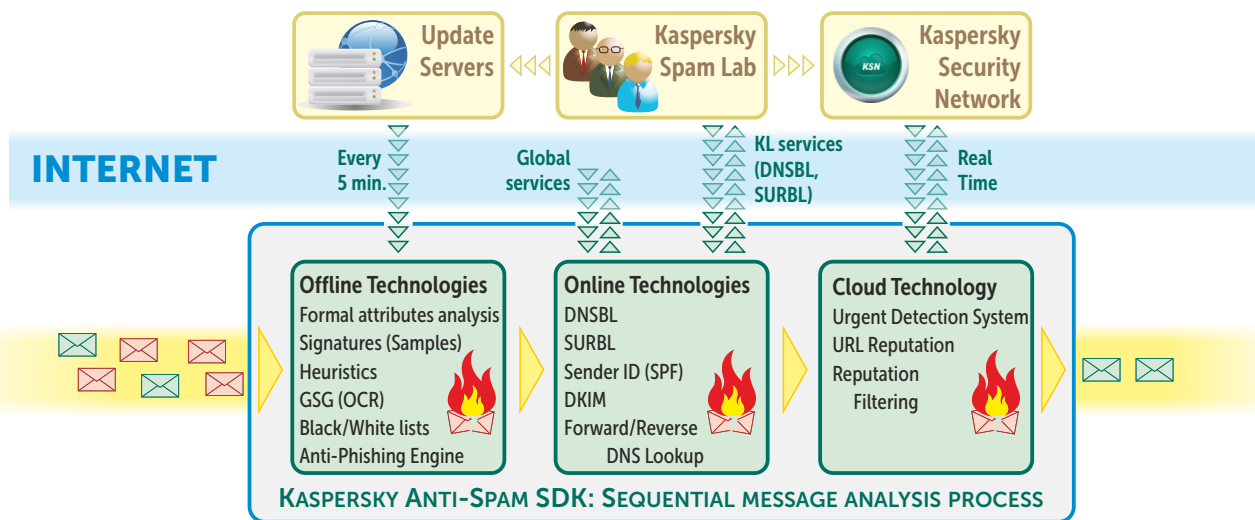 Update
Servers
Kaspersky
Spam Lab
KSN
Kaspersky
Security
Network
INTERNET
Every
5 min.
Global
services
KL services
(DNSBL,
SURBL)
Real
Time
Offline Technologies
Formal attributes analysis
Signatures (Samples)
Heuristics
GSG (OCR)
Black/White lists
Anti-Phishing Engine
Online Technologies
DNSBL
SURBL
Sender ID (SPF)
DKIM
Forward/Reverse
DNS Lookup
Cloud Technology
Urgent Detection System
URL Reputation
Reputation
Filtering
KASPERSKY ANTI-SPAM SDK: SEQUENTIAL MESSAGE ANALYSIS PROCESS